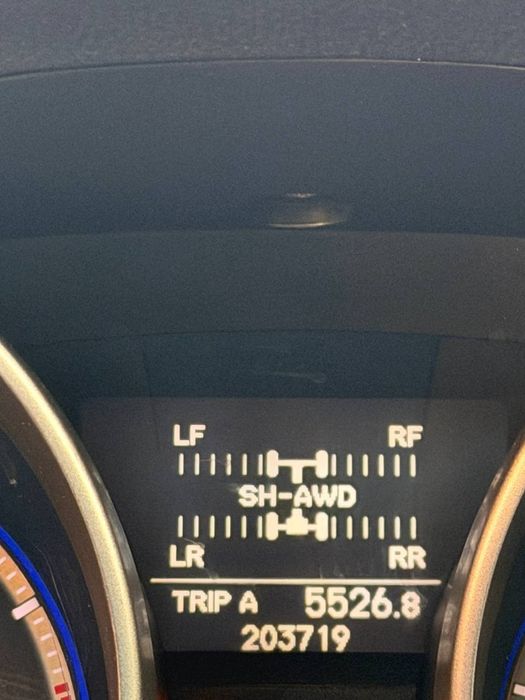 LF RF
SH-AWD
LR RR
TRIP A 5526.8
203719